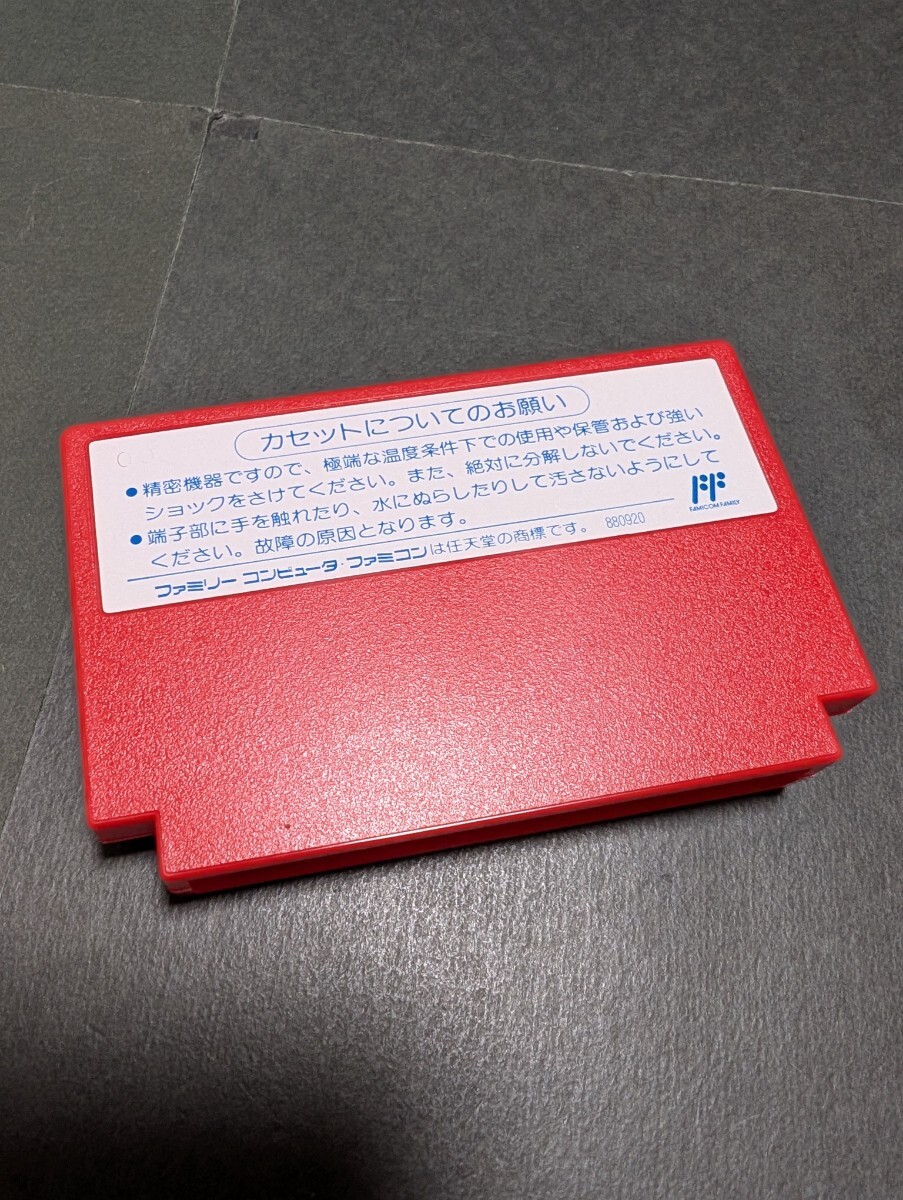 カセットについてのお願い
●精密機器ですので、極端な温度条件下での使用や保管および強い
ショックをさけてください。また、絶対に分解しないでください。
●端子部に手を触れたり、水にぬらしたりして汚さないようにして
ください。故障の原因となります。
ファミリーコンピュータ・ファミコンは任天堂の商標です。 880920
FAMICOM FAMILY